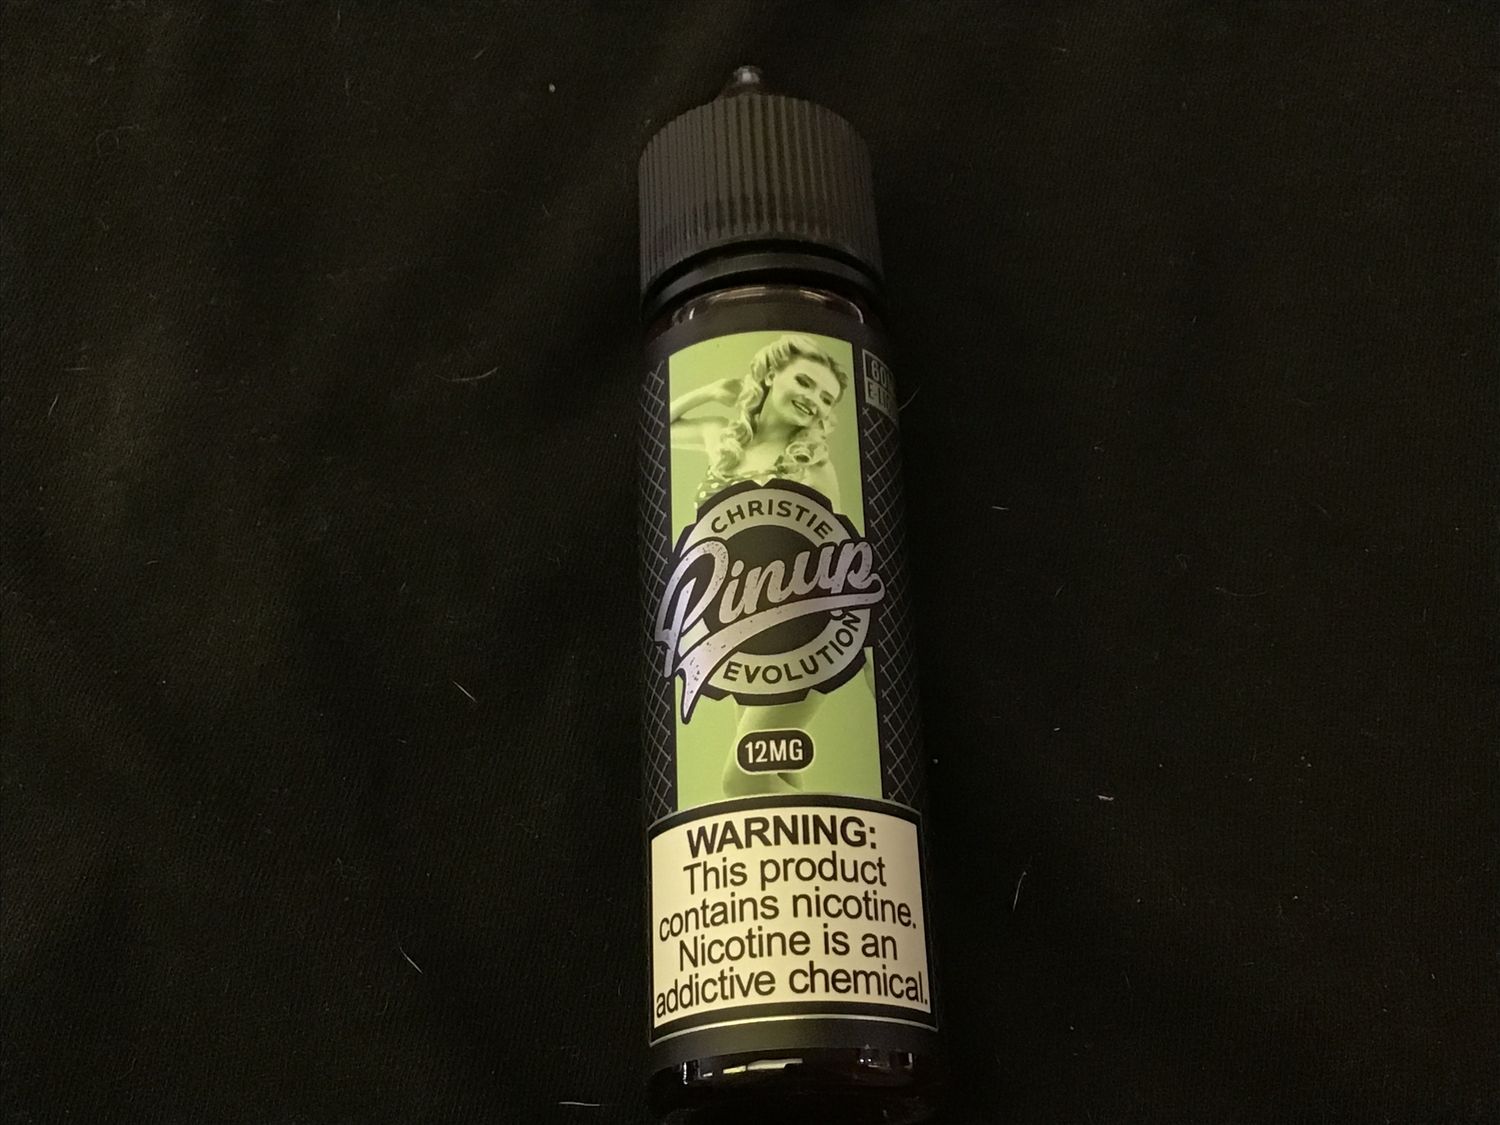 CHRISTIE
Pinup
EVOLUTION
12MG
WARNING:
This product
contains nicotine.
Nicotine is an
addictive chemical.